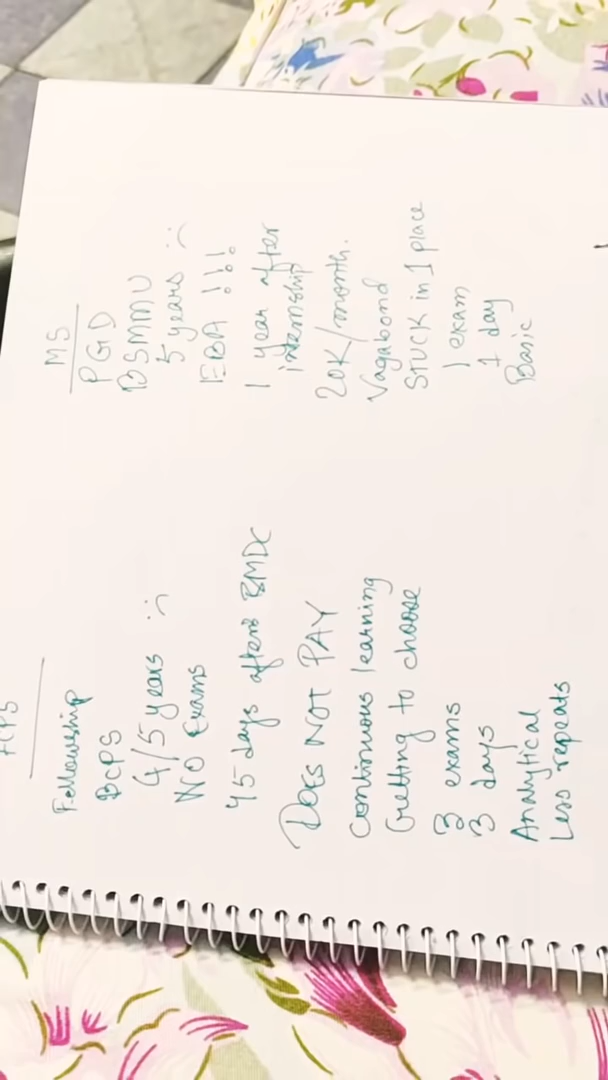 FCPS
Fellowship
BCPS
4/5 years :)
NO Exams
45 days after BMDC
Does NOT PAY
continuous learning
Getting to choose
3 exams
3 days
Analytical
Less repeats
MS
PGD
BSMMU
5 years :(
EBA !!!
1 year after
internship
20K/month.
Vagabond
STUCK in 1 place
1 exam
1 day
Basic